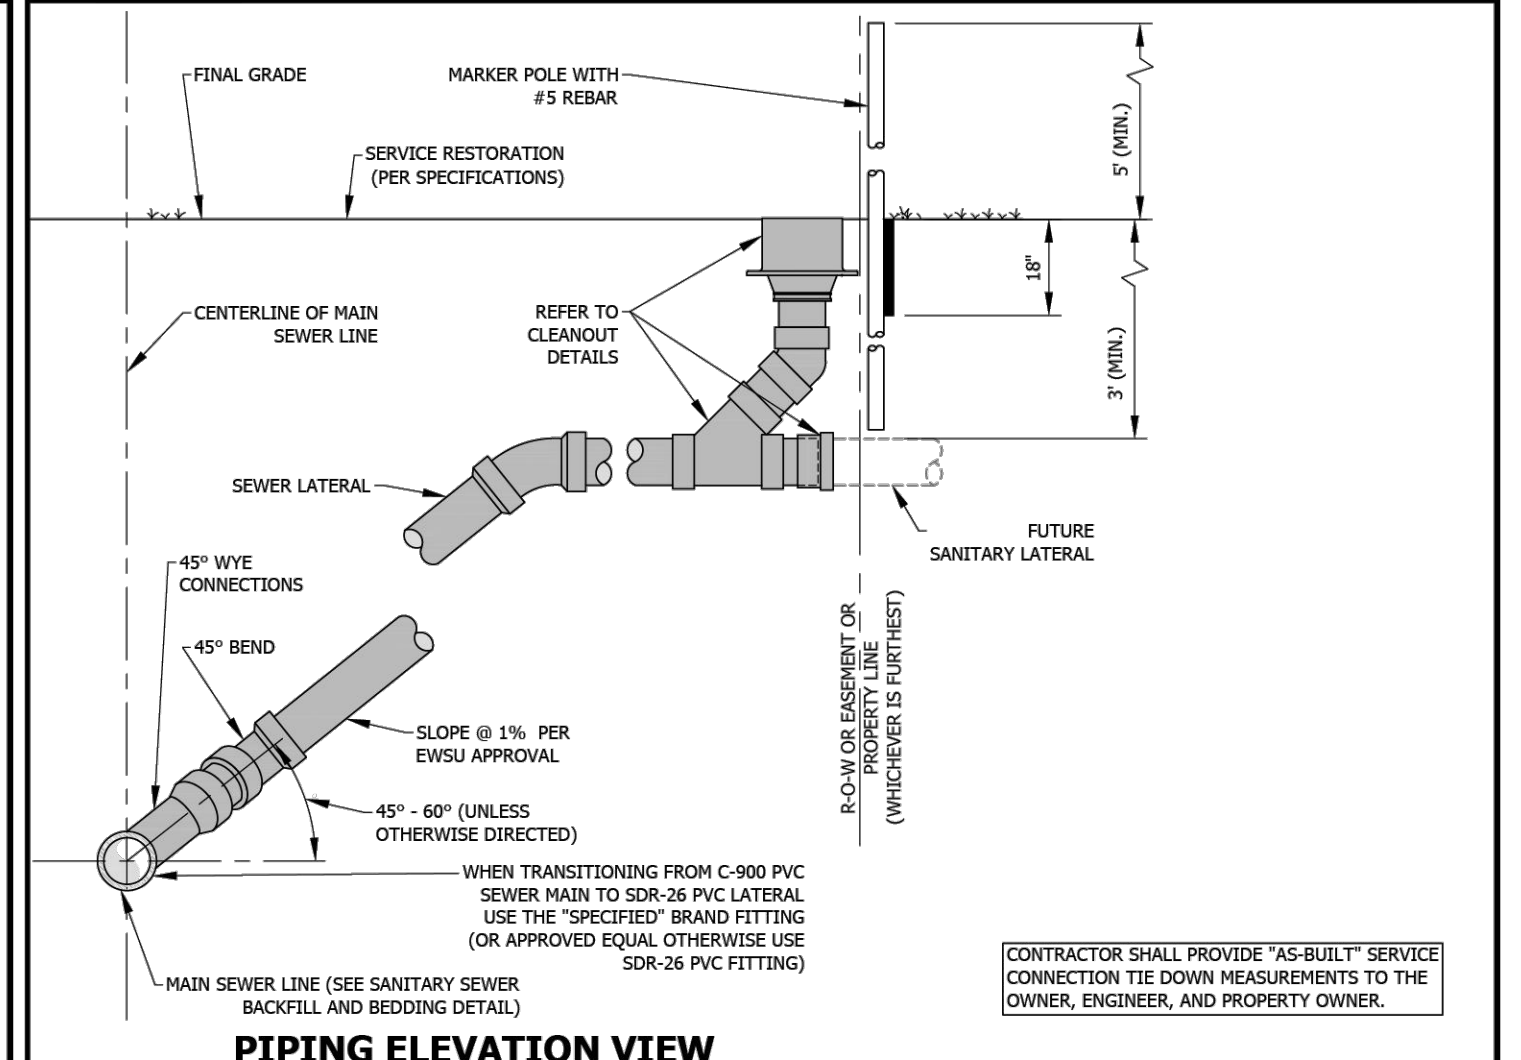 FINAL GRADE
MARKER POLE WITH
#5 REBAR
SERVICE RESTORATION
(PER SPECIFICATIONS)
5' (MIN.)
18"
3' (MIN.)
CENTERLINE OF MAIN
SEWER LINE
REFER TO
CLEANOUT
DETAILS
SEWER LATERAL
FUTURE
SANITARY LATERAL
45º WYE
CONNECTIONS
45º BEND
SLOPE @ 1% PER
EWSU APPROVAL
R-O-W OR EASEMENT OR
PROPERTY LINE
(WHICHEVER IS FURTHEST)
45º - 60º (UNLESS
OTHERWISE DIRECTED)
WHEN TRANSITIONING FROM C-900 PVC
SEWER MAIN TO SDR-26 PVC LATERAL
USE THE "SPECIFIED" BRAND FITTING
(OR APPROVED EQUAL OTHERWISE USE
SDR-26 PVC FITTING)
MAIN SEWER LINE (SEE SANITARY SEWER
BACKFILL AND BEDDING DETAIL)
CONTRACTOR SHALL PROVIDE "AS-BUILT" SERVICE
CONNECTION TIE DOWN MEASUREMENTS TO THE
OWNER, ENGINEER, AND PROPERTY OWNER.
PIPING ELEVATION VIEW